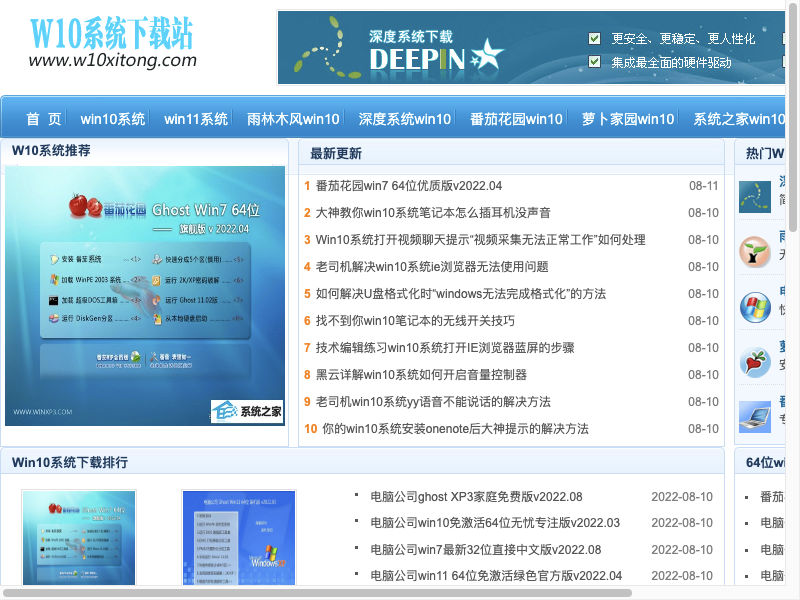 W10系统下载站
www.w10xitong.com
深度系统下载
DEEPIN
更安全、更稳定、更人性化
集成最全面的硬件驱动
首 页 win10系统 win11系统 雨林木风win10 深度系统win10 番茄花园win10 萝卜家园win10 系统之家win10
W10系统推荐
番茄花园 Ghost Win7 64位
旗舰版 v 2022.04
安装 番茄系统 ...... <1>
快速分成5个区(慎用) ...... <5>
加载 WinPE 2003 系统 ... <2>
运行 2K/XP密码破解 ...... <6>
加载 超级DOS工具箱 ... <3>
运行 Ghost 11.02版 ...... <7>
运行 DiskGen分区 ......... <4>
从本地硬盘启动 ......... <H>
WWW.WINXP3.COM
系统之家
最新更新
1 番茄花园win7 64位优质版v2022.04 08-11
2 大神教你win10系统笔记本怎么插耳机没声音 08-10
3 Win10系统打开视频聊天提示“视频采集无法正常工作”如何处理 08-10
4 老司机解决win10系统ie浏览器无法使用问题 08-10
5 如何解决U盘格式化时“windows无法完成格式化”的方法 08-10
6 找不到你win10笔记本的无线开关技巧 08-10
7 技术编辑练习win10系统打开IE浏览器蓝屏的步骤 08-10
8 黑云详解win10系统如何开启音量控制器 08-10
9 老司机win10系统yy语音不能说话的解决方法 08-10
10 你的win10系统安装onenote后大神提示的解决方法 08-10
热门W
Win10系统下载排行
电脑公司ghost XP3家庭免费版v2022.08 2022-08-10
电脑公司win10免激活64位无忧专注版v2022.03 2022-08-10
电脑公司win7最新32位直接中文版v2022.08 2022-08-10
电脑公司win11 64位免激活绿色官方版v2022.04 2022-08-10
64位wi
番茄
电脑
电脑
电脑